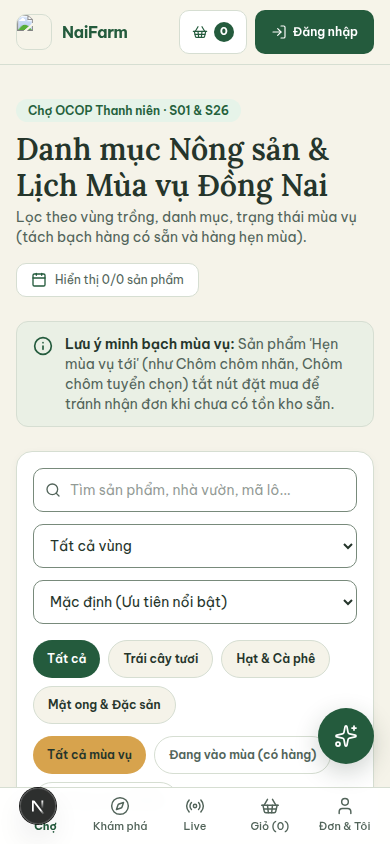 NaiFarm
0
Đăng nhập
Chợ OCOP Thanh niên · S01 & S26
Danh mục Nông sản &
Lịch Mùa vụ Đồng Nai
Lọc theo vùng trồng, danh mục, trạng thái mùa vụ
(tách bạch hàng có sẵn và hàng hẹn mùa).
Hiển thị 0/0 sản phẩm
Lưu ý minh bạch mùa vụ: Sản phẩm 'Hẹn
mùa vụ tới' (như Chôm chôm nhãn, Chôm
chôm tuyển chọn) tắt nút đặt mua để
tránh nhận đơn khi chưa có tồn kho sẵn.
Tìm sản phẩm, nhà vườn, mã lô...
Tất cả vùng
Mặc định (Ưu tiên nổi bật)
Tất cả
Trái cây tươi
Hạt & Cà phê
Mật ong & Đặc sản
Tất cả mùa vụ
Đang vào mùa (có hàng)
N
Chợ
Khám phá
Live
Giỏ (0)
Đơn & Tôi